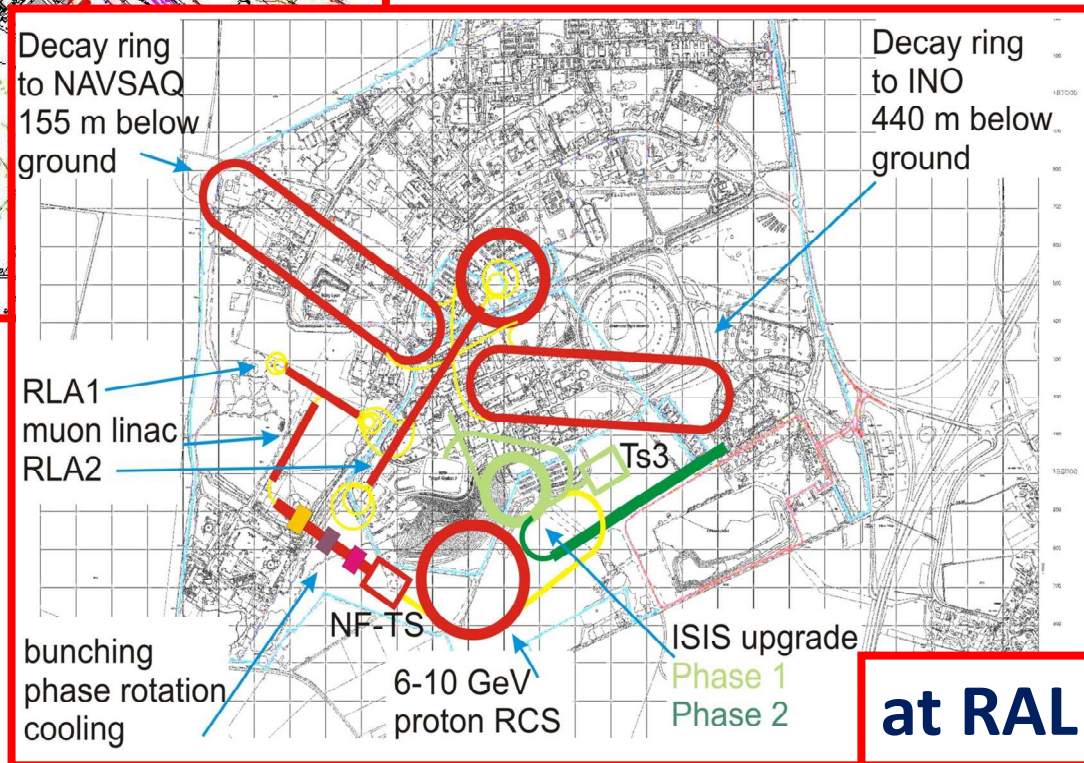 Decay ring
to NAVSAQ
155 m below
ground
Decay ring
to INO
440 m below
ground
RLA1
muon linac
RLA2
Ts3
NF-TS
bunching
phase rotation
cooling
6-10 GeV
proton RCS
ISIS upgrade
Phase 1
Phase 2
at RAL